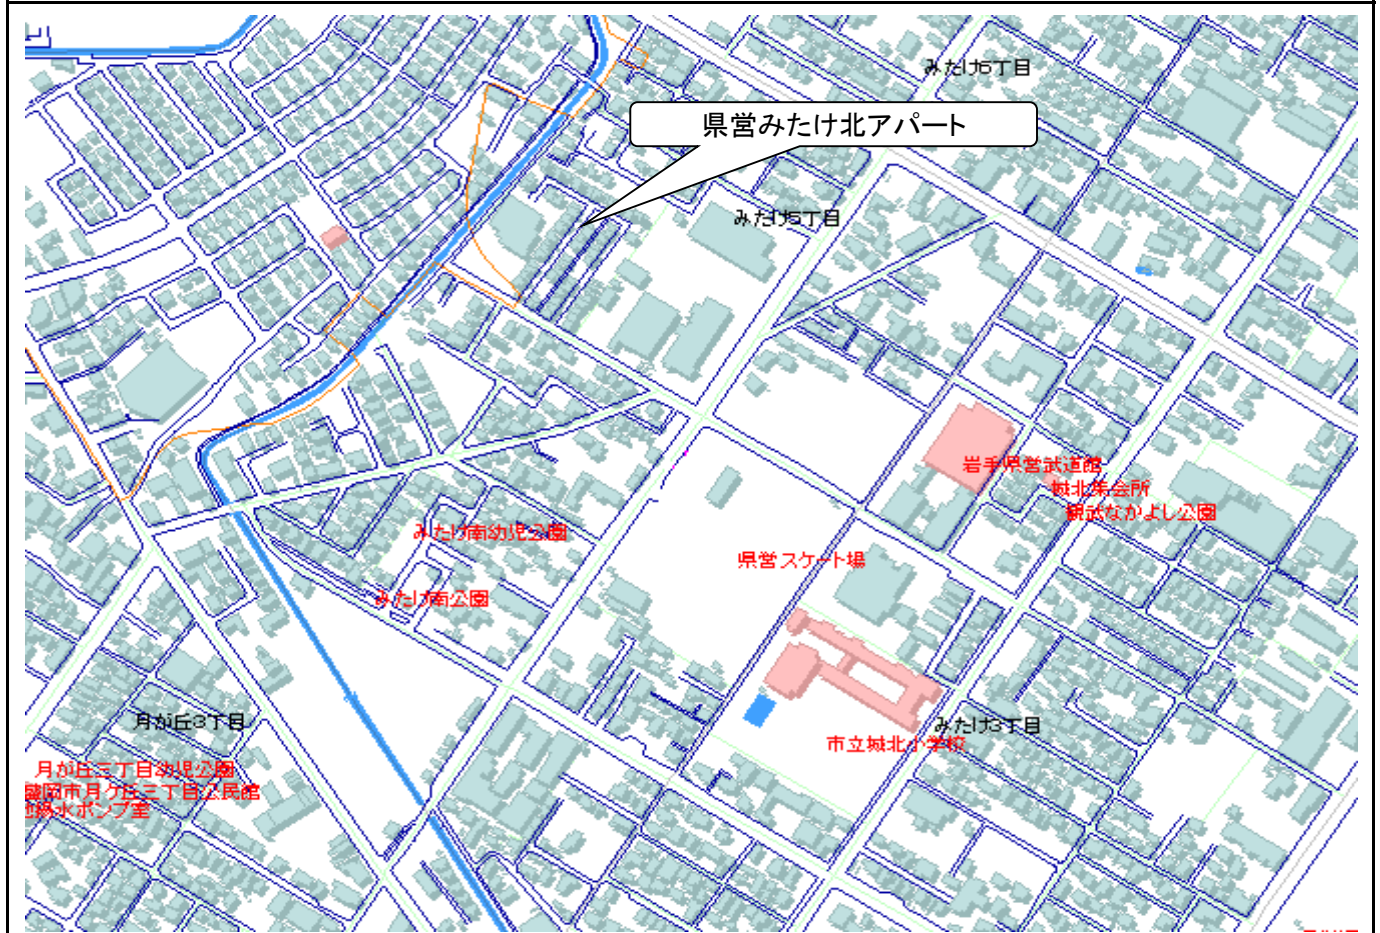 みたけ6丁目
県営みたけ北アパート
みたけ5丁目
岩手県営武道館
城北集会所
観武なかよし公園
みたけ南幼児公園
県営スケート場
みたけ南公園
月が丘3丁目
みたけ3丁目
市立城北小学校
月が丘三丁目幼児公園
盛岡市月ケ丘三丁目公民館
揚水ポンプ室